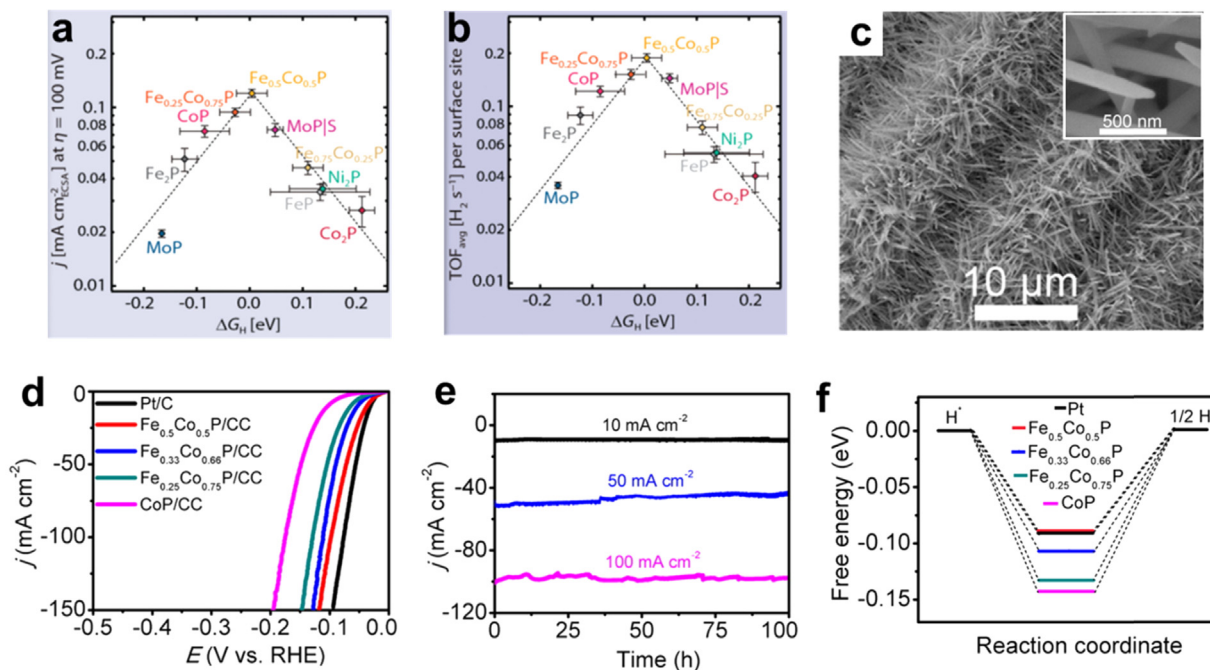 a
j [mA cm⁻²ECSA] at η = 100 mV
0.2
0.1
0.08
0.06
0.04
0.02
0.01
Fe₀.₅Co₀.₅P
Fe₀.₂₅Co₀.₇₅P
CoP
MoP|S
Fe₂P
Fe₀.₇₅Co₀.₂₅P
Ni₂P
FeP
MoP
Co₂P
-0.2 -0.1 0.0 0.1 0.2
ΔG_H [eV]
b
TOFavg [H₂ s⁻¹] per surface site
0.4
0.2
0.1
0.08
0.06
0.04
0.02
0.01
Fe₀.₅Co₀.₅P
Fe₀.₂₅Co₀.₇₅P
CoP
MoP|S
Fe₂P
Fe₀.₇₅Co₀.₂₅P
Ni₂P
FeP
MoP
Co₂P
-0.2 -0.1 0.0 0.1 0.2
ΔG_H [eV]
c
500 nm
10 μm
d
j (mA cm⁻²)
0
-50
-100
-150
Pt/C
Fe₀.₅Co₀.₅P/CC
Fe₀.₃₃Co₀.₆₆P/CC
Fe₀.₂₅Co₀.₇₅P/CC
CoP/CC
-0.5 -0.4 -0.3 -0.2 -0.1 0.0
E (V vs. RHE)
e
j (mA cm⁻²)
0
-40
-80
-120
10 mA cm⁻²
50 mA cm⁻²
100 mA cm⁻²
0 25 50 75 100
Time (h)
f
Free energy (eV)
0.00
-0.05
-0.10
-0.15
H*
1/2 H
Pt
Fe₀.₅Co₀.₅P
Fe₀.₃₃Co₀.₆₆P
Fe₀.₂₅Co₀.₇₅P
CoP
Reaction coordinate